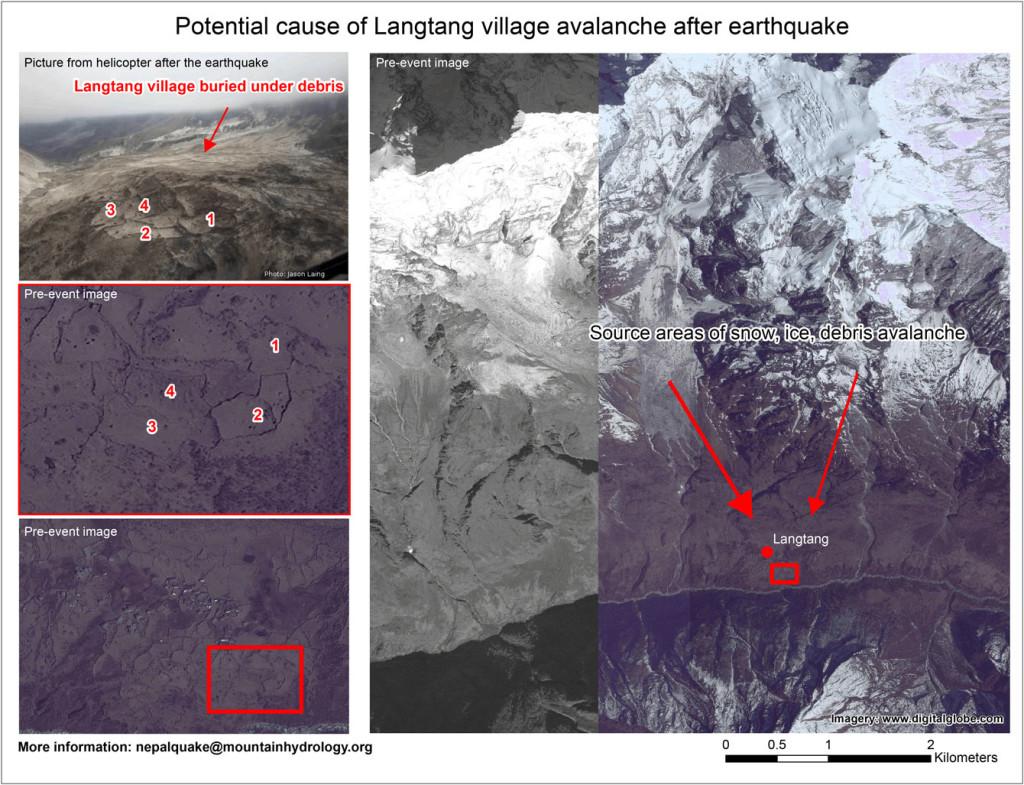 Potential cause of Langtang village avalanche after earthquake
Picture from helicopter after the earthquake
Langtang village buried under debris
3
4
1
2
Photo: Jason Laing
Pre-event image
1
4
2
3
Pre-event image
Pre-event image
Source areas of snow, ice, debris avalanche
Langtang
Imagery: www.digitalglobe.com
More information: nepalquake@mountainhydrology.org
0 0.5 1 2
Kilometers